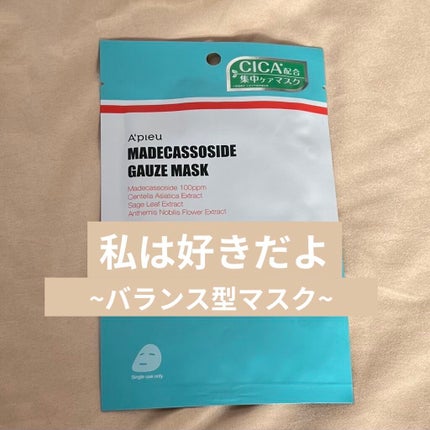 CICA配合
集中ケアマスク
A'PIEU
MADECASSOSIDE
GAUZE MASK
Madecassoside 100ppm
Centella Asiatica Extract
Sage Leaf Extract
Anthemis Nobilis Flower Extract
私は好きだよ
~バランス型マスク~
Single use only